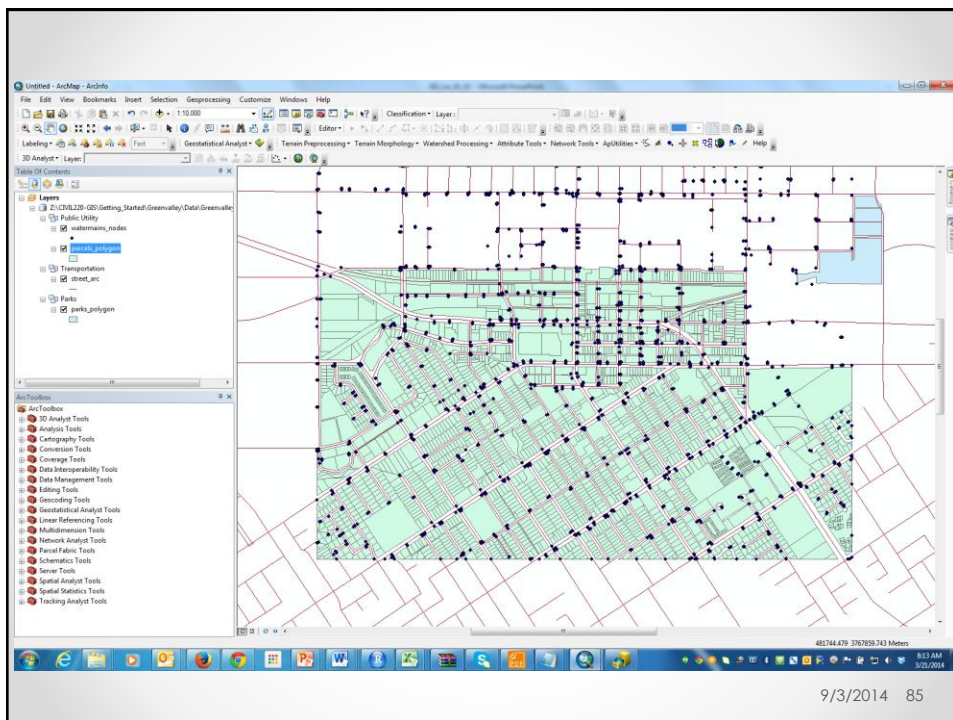 Untitled - ArcMap - ArcInfo
File Edit View Bookmarks Insert Selection Geoprocessing Customize Windows Help
1:10,000 Classification Layer:
Editor
Labeling Fast Geostatistical Analyst Terrain Preprocessing Terrain Morphology Watershed Processing Attribute Tools Network Tools ApUtilities Help
3D Analyst Layer:
Table Of Contents
Layers
Z:\CIVIL220-GIS\Getting_Started\Greenvalley\Data\Greenvalley
Public Utility
watermains_nodes
parcels_polygon
Transportation
street_arc
Parks
parks_polygon
ArcToolbox
ArcToolbox
3D Analyst Tools
Analysis Tools
Cartography Tools
Conversion Tools
Coverage Tools
Data Interoperability Tools
Data Management Tools
Editing Tools
Geocoding Tools
Geostatistical Analyst Tools
Linear Referencing Tools
Multidimension Tools
Network Analyst Tools
Parcel Fabric Tools
Schematics Tools
Server Tools
Spatial Analyst Tools
Spatial Statistics Tools
Tracking Analyst Tools
481744.479 3767859.743 Meters
8:13 AM
3/21/2014
9/3/2014 85